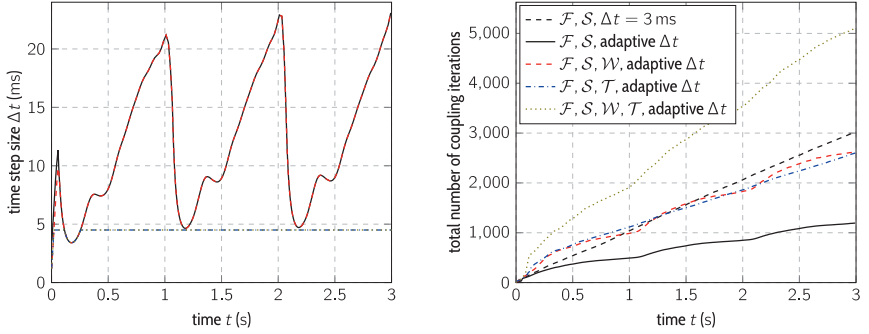 20
15
10
5
0
time step size Δt (ms)
0
0.5
1
1.5
2
2.5
3
time t (s)
5,000
4,000
3,000
2,000
1,000
0
total number of coupling iterations
ℱ, 𝒮, Δt = 3 ms
ℱ, 𝒮, adaptive Δt
ℱ, 𝒮, 𝒲, adaptive Δt
ℱ, 𝒮, 𝒯, adaptive Δt
ℱ, 𝒮, 𝒲, 𝒯, adaptive Δt
0
0.5
1
1.5
2
2.5
3
time t (s)